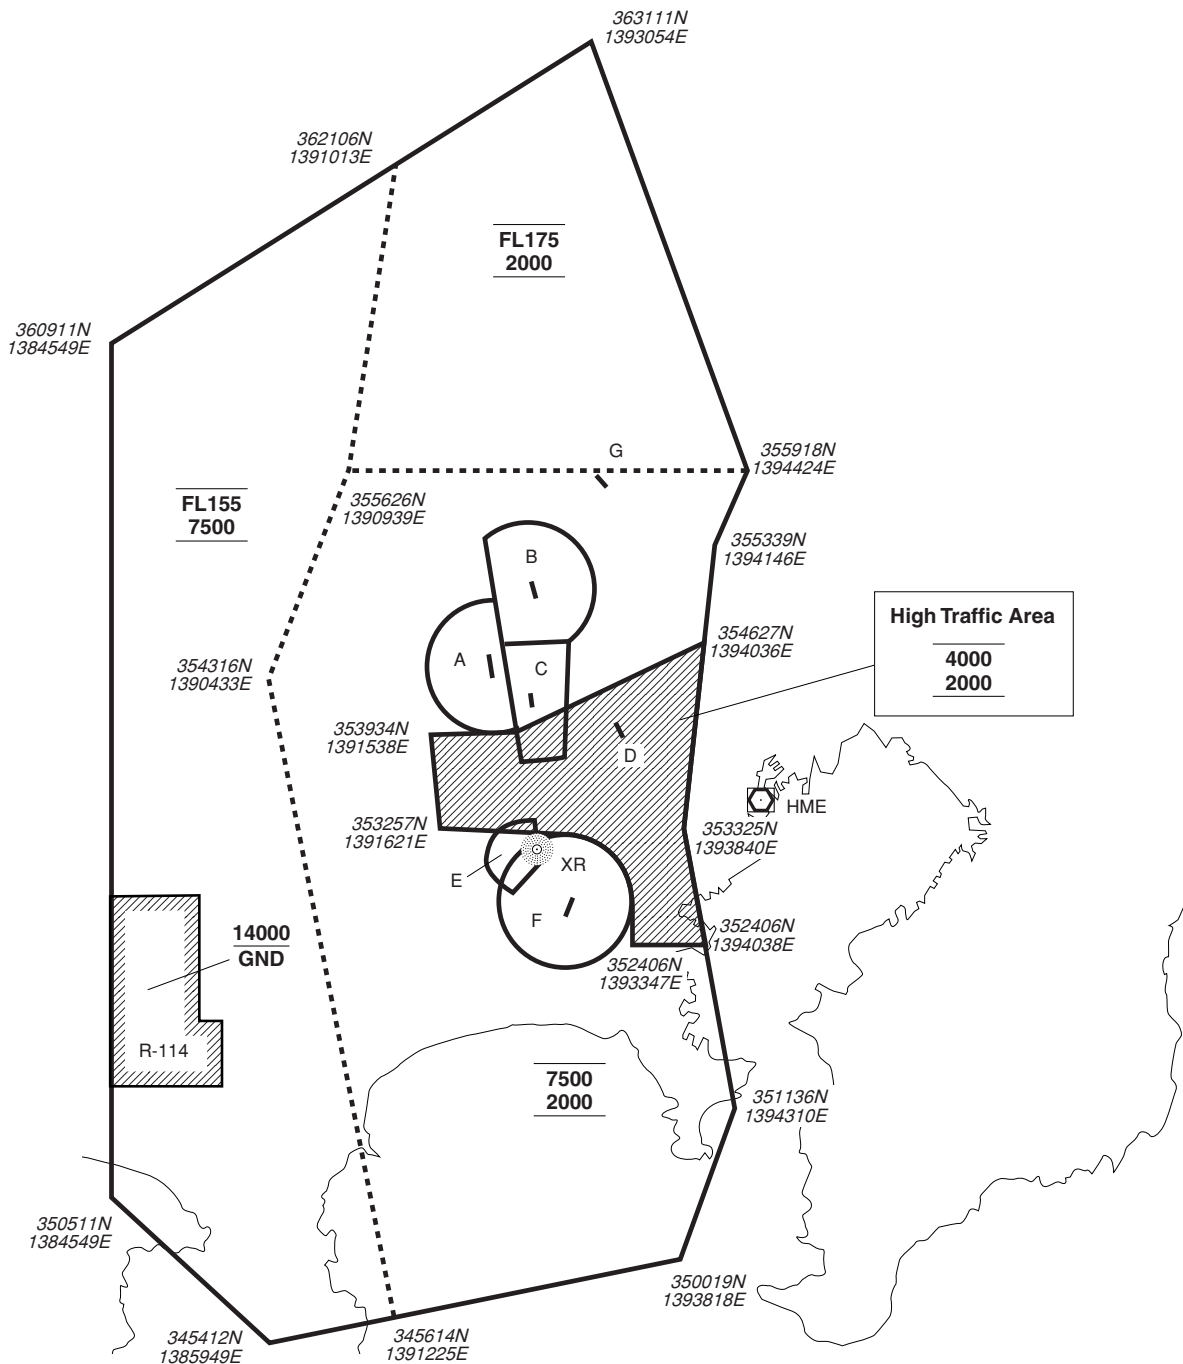 363111N
1393054E
362106N
1391013E
FL175
2000
360911N
1384549E
G
355918N
1394424E
FL155
7500
355626N
1390939E
355339N
1394146E
B
High Traffic Area
4000
2000
354627N
1394036E
A
C
354316N
1390433E
353934N
1391538E
D
HME
353257N
1391621E
353325N
1393840E
XR
E
F
352406N
1394038E
14000
GND
352406N
1393347E
R-114
7500
2000
351136N
1394310E
350511N
1384549E
350019N
1393818E
345412N
1385949E
345614N
1391225E